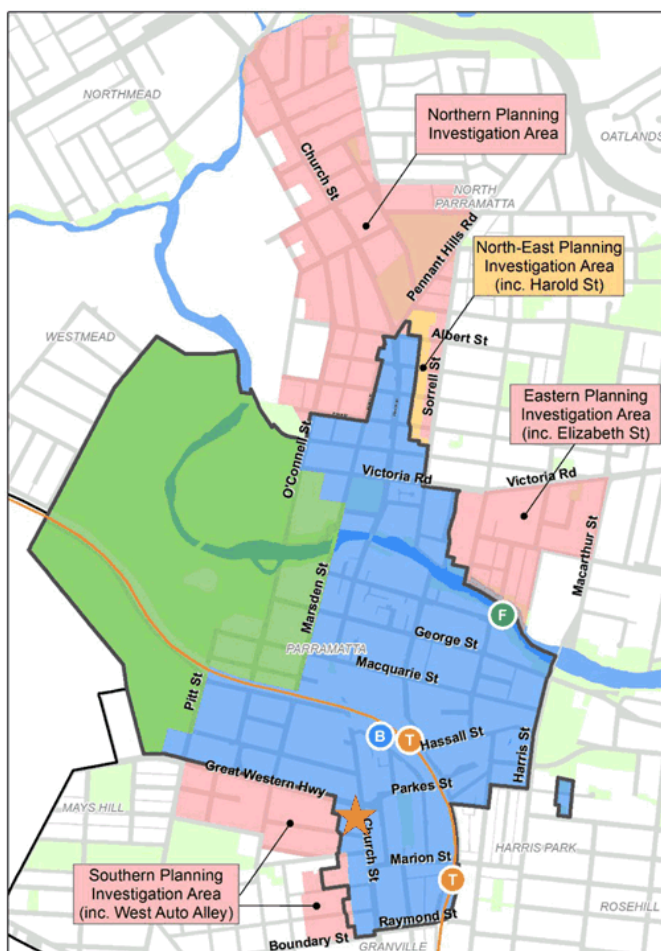 NORTHMEAD
Northern Planning
Investigation Area
OATLANDS
Church St
NORTH
PARRAMATTA
Pennant Hills Rd
North-East Planning
Investigation Area
(inc. Harold St)
WESTMEAD
Albert St
Sorrell St
Eastern Planning
Investigation Area
(inc. Elizabeth St)
O'Connell St
Victoria Rd
Victoria Rd
Macarthur St
Marsden St
F
George St
PARRAMATTA
Macquarie St
Pitt St
B
T
Hassall St
Harris St
Great Western Hwy
Parkes St
MAYS HILL
Church St
HARRIS PARK
Marion St
Southern Planning
Investigation Area
(inc. West Auto Alley)
T
ROSEHILL
Raymond St
Boundary St
GRANVILLE